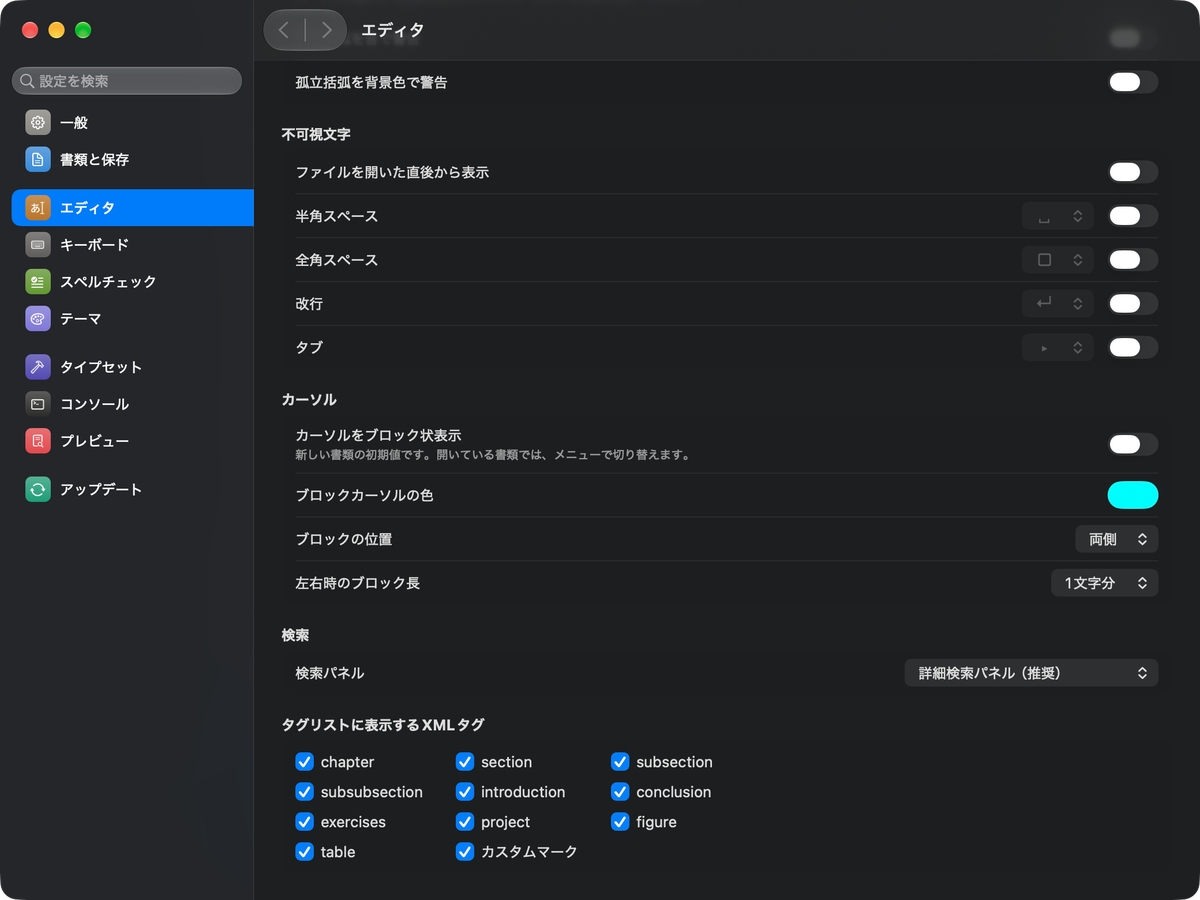 エディタ
設定を検索
一般
書類と保存
エディタ
キーボード
スペルチェック
テーマ
タイプセット
コンソール
プレビュー
アップデート
孤立括弧を背景色で警告
不可視文字
ファイルを開いた直後から表示
半角スペース
全角スペース
改行
タブ
カーソル
カーソルをブロック状表示
新しい書類の初期値です。開いている書類では、メニューで切り替えます。
ブロックカーソルの色
ブロックの位置 両側
左右時のブロック長 1文字分
検索
検索パネル 詳細検索パネル（推奨）
タグリストに表示するXMLタグ
chapter section subsection
subsubsection introduction conclusion
exercises project figure
table カスタムマーク